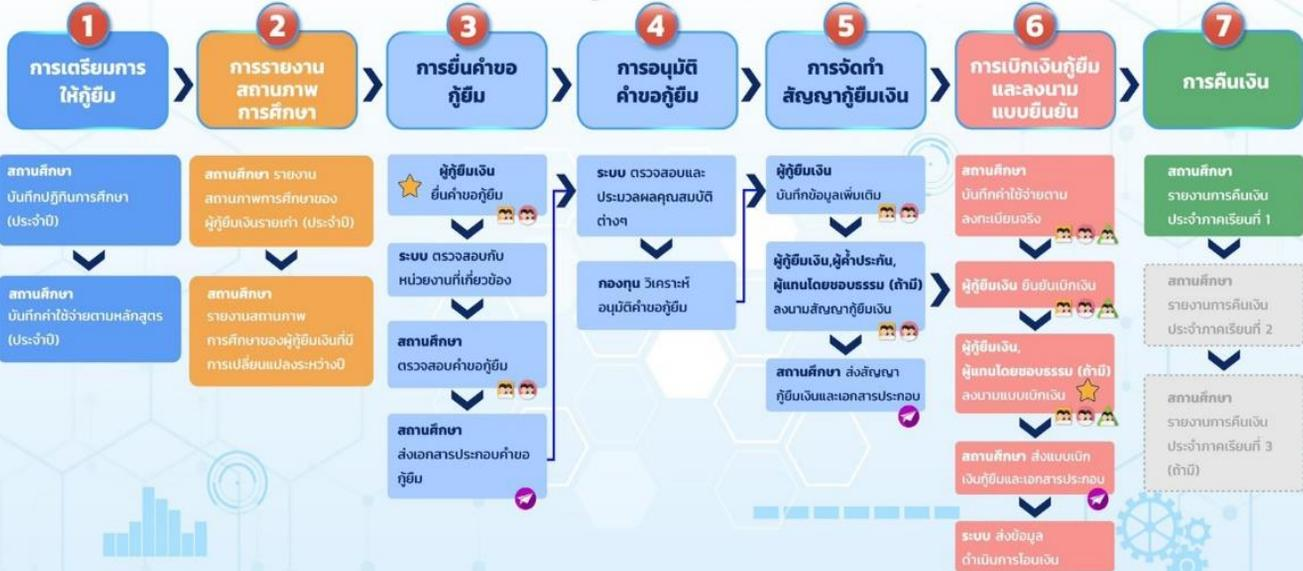 1
การเตรียมการ
ให้กู้ยืม
สถานศึกษา
บันทึกปฏิทินการศึกษา
(ประจำปี)
สถานศึกษา
บันทึกค่าใช้จ่ายตามหลักสูตร
(ประจำปี)
2
การรายงาน
สถานภาพ
การศึกษา
สถานศึกษา รายงาน
สถานภาพการศึกษาของ
ผู้กู้ยืมเงินรายเก่า (ประจำปี)
สถานศึกษา
รายงานสถานภาพ
การศึกษาของผู้กู้ยืมเงินที่มี
การเปลี่ยนแปลงระหว่างปี
3
การยื่นคำขอ
กู้ยืม
ผู้กู้ยืมเงิน
ยื่นคำขอกู้ยืม
ระบบ ตรวจสอบกับ
หน่วยงานที่เกี่ยวข้อง
สถานศึกษา
ตรวจสอบคำขอกู้ยืม
สถานศึกษา
ส่งเอกสารประกอบคำขอ
กู้ยืม
4
การอนุมัติ
คำขอกู้ยืม
ระบบ ตรวจสอบและ
ประมวลผลคุณสมบัติ
ต่างๆ
กองทุน วิเคราะห์
อนุมัติคำขอกู้ยืม
5
การจัดทำ
สัญญากู้ยืมเงิน
ผู้กู้ยืมเงิน
บันทึกข้อมูลเพิ่มเติม
ผู้กู้ยืมเงิน,ผู้ค้ำประกัน,
ผู้แทนโดยชอบธรรม (ถ้ามี)
ลงนามสัญญากู้ยืมเงิน
สถานศึกษา ส่งสัญญา
กู้ยืมเงินและเอกสารประกอบ
6
การเบิกเงินกู้ยืม
และลงนาม
แบบยืนยัน
สถานศึกษา
บันทึกค่าใช้จ่ายตาม
ลงทะเบียนจริง
ผู้กู้ยืมเงิน ยืนยันเบิกเงิน
ผู้กู้ยืมเงิน,
ผู้แทนโดยชอบธรรม (ถ้ามี)
ลงนามแบบเบิกเงิน
สถานศึกษา ส่งแบบเบิก
เงินกู้ยืมและเอกสารประกอบ
ระบบ ส่งข้อมูล
ดำเนินการโอนเงิน
7
การคืนเงิน
สถานศึกษา
รายงานการคืนเงิน
ประจำภาคเรียนที่ 1
สถานศึกษา
รายงานการคืนเงิน
ประจำภาคเรียนที่ 2
สถานศึกษา
รายงานการคืนเงิน
ประจำภาคเรียนที่ 3
(ถ้ามี)